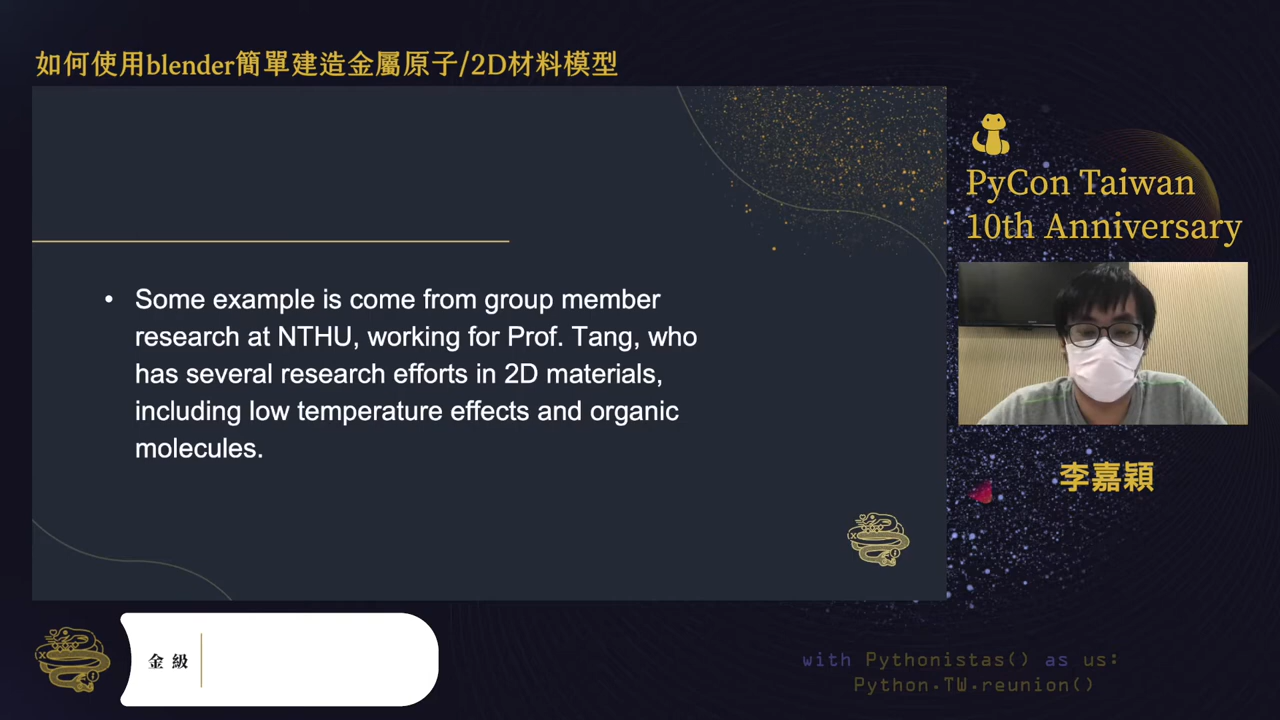 如何使用blender簡單建造金屬原子/2D材料模型
PyCon Taiwan
10th Anniversary
• Some example is come from group member
research at NTHU, working for Prof. Tang, who
has several research efforts in 2D materials,
including low temperature effects and organic
molecules.
李嘉穎
金級
with Pythonistas() as us:
Python.TW.reunion()